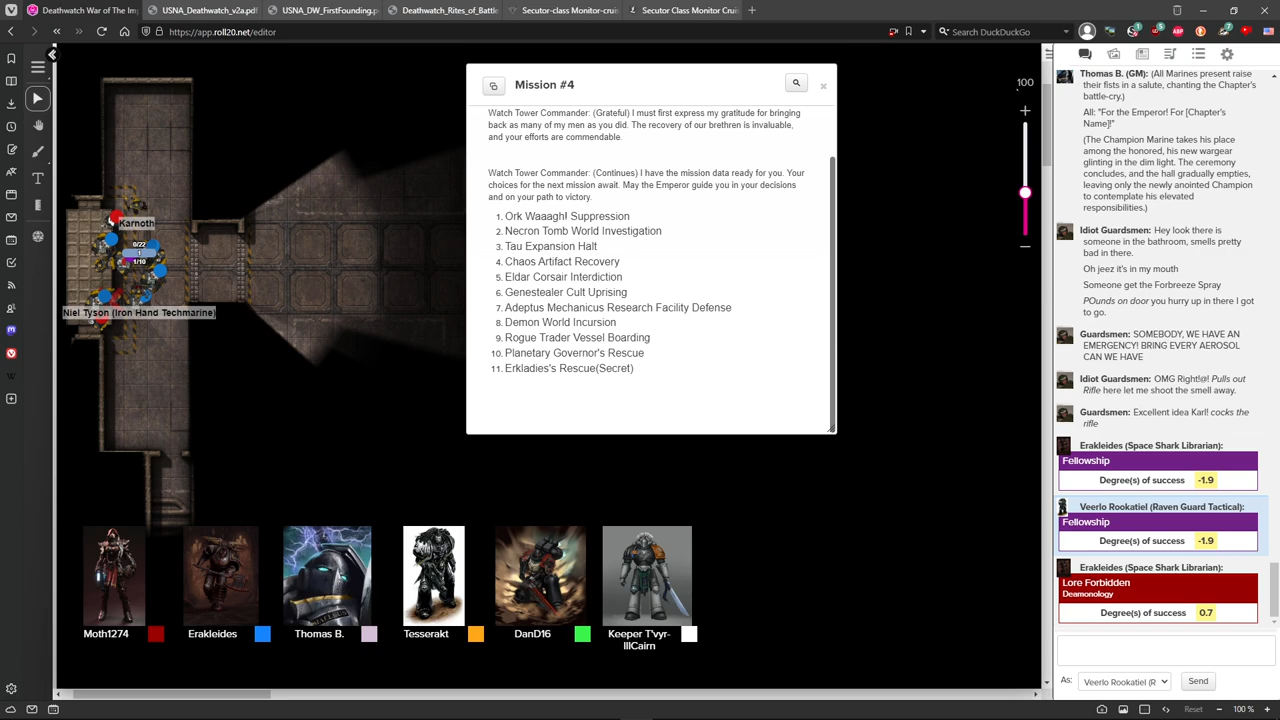 Deathwatch War of The Imp
USNA_Deathwatch_v2a.pdf
USNA_DW_FirstFounding.p
Deathwatch_Rites_of_Battle
Secutor-class Monitor-cruis
Secutor Class Monitor Cruis
https://app.roll20.net/editor
Search DuckDuckGo
Mission #4
Watch Tower Commander: (Grateful) I must first express my gratitude for bringing
back as many of my men as you did. The recovery of our brethren is invaluable,
and your efforts are commendable.
Watch Tower Commander: (Continues) I have the mission data ready for you. Your
choices for the next mission await. May the Emperor guide you in your decisions
and on your path to victory.
1. Ork Waaagh! Suppression
2. Necron Tomb World Investigation
3. Tau Expansion Halt
4. Chaos Artifact Recovery
5. Eldar Corsair Interdiction
6. Genestealer Cult Uprising
7. Adeptus Mechanicus Research Facility Defense
8. Demon World Incursion
9. Rogue Trader Vessel Boarding
10. Planetary Governor's Rescue
11. Erkladies's Rescue(Secret)
100
Karnoth
0/22
1/10
Niel Tyson (Iron Hand Techmarine)
Moth1274
Erakleides
Thomas B.
Tesserakt
DanD16
Keeper T'vyr-
IllCairn
Thomas B. (GM): (All Marines present raise
their fists in a salute, chanting the Chapter's
battle-cry.)
All: "For the Emperor! For [Chapter's
Name]!"
(The Champion Marine takes his place
among the honored, his new wargear
glinting in the dim light. The ceremony
concludes, and the hall gradually empties,
leaving only the newly anointed Champion
to contemplate his elevated
responsibilities.)
Idiot Guardsmen: Hey look there is
someone in the bathroom, smells pretty
bad in there.
Oh jeez it's in my mouth
Someone get the Forbreeze Spray
POunds on door you hurry up in there I got
to go.
Guardsmen: SOMEBODY, WE HAVE AN
EMERGENCY! BRING EVERY AEROSOL
CAN WE HAVE
Idiot Guardsmen: OMG Right!@! Pulls out
Rifle here let me shoot the smell away.
Guardsmen: Excellent idea Karl! cocks the
rifle
Erakleides (Space Shark Librarian):
Fellowship
Degree(s) of success -1.9
Veerlo Rookatiel (Raven Guard Tactical):
Fellowship
Degree(s) of success -1.9
Erakleides (Space Shark Librarian):
Lore Forbidden
Deamonology
Degree(s) of success 0.7
As:
Veerlo Rookatiel (R
Send
Reset
100 %